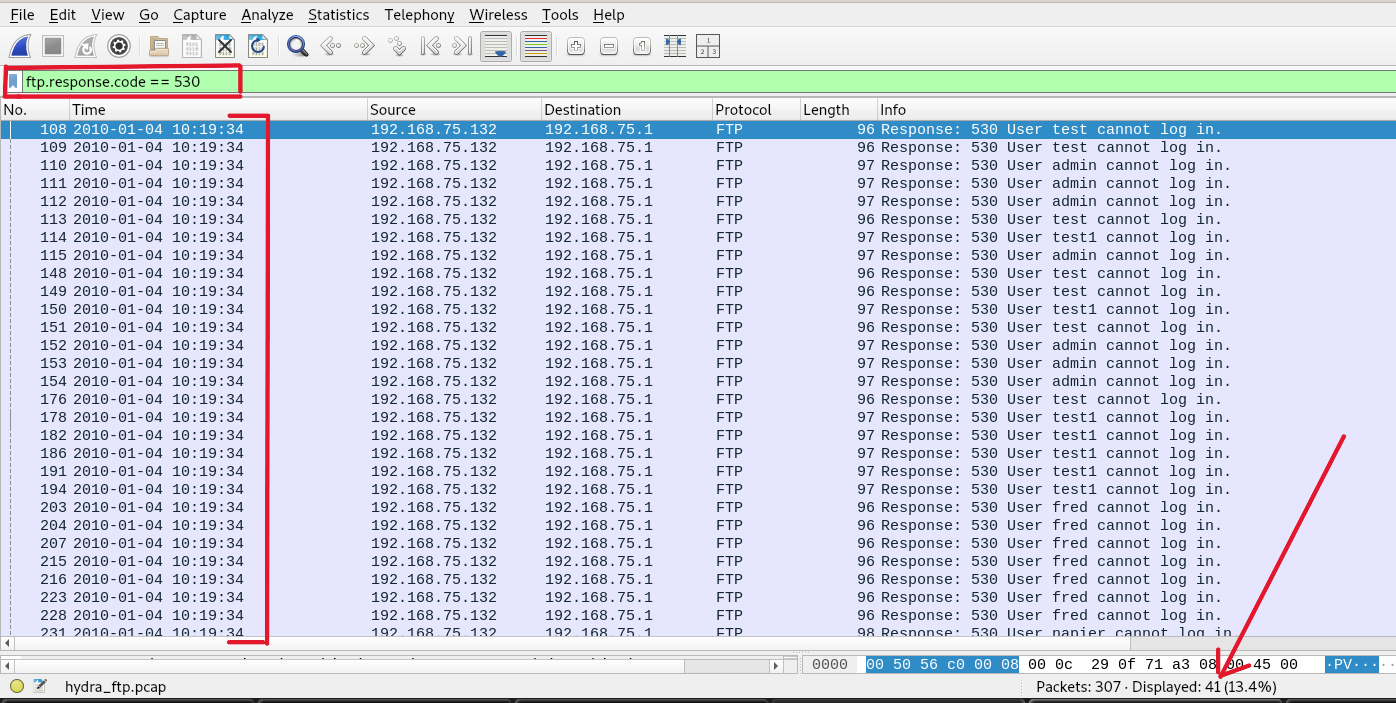 File Edit View Go Capture Analyze Statistics Telephony Wireless Tools Help
ftp.response.code == 530
No. Time Source Destination Protocol Length Info
108 2010-01-04 10:19:34 192.168.75.132 192.168.75.1 FTP 96 Response: 530 User test cannot log in.
109 2010-01-04 10:19:34 192.168.75.132 192.168.75.1 FTP 96 Response: 530 User test cannot log in.
110 2010-01-04 10:19:34 192.168.75.132 192.168.75.1 FTP 97 Response: 530 User admin cannot log in.
111 2010-01-04 10:19:34 192.168.75.132 192.168.75.1 FTP 97 Response: 530 User admin cannot log in.
112 2010-01-04 10:19:34 192.168.75.132 192.168.75.1 FTP 97 Response: 530 User admin cannot log in.
113 2010-01-04 10:19:34 192.168.75.132 192.168.75.1 FTP 96 Response: 530 User test cannot log in.
114 2010-01-04 10:19:34 192.168.75.132 192.168.75.1 FTP 97 Response: 530 User test1 cannot log in.
115 2010-01-04 10:19:34 192.168.75.132 192.168.75.1 FTP 97 Response: 530 User admin cannot log in.
148 2010-01-04 10:19:34 192.168.75.132 192.168.75.1 FTP 96 Response: 530 User test cannot log in.
149 2010-01-04 10:19:34 192.168.75.132 192.168.75.1 FTP 96 Response: 530 User test cannot log in.
150 2010-01-04 10:19:34 192.168.75.132 192.168.75.1 FTP 97 Response: 530 User test1 cannot log in.
151 2010-01-04 10:19:34 192.168.75.132 192.168.75.1 FTP 96 Response: 530 User test cannot log in.
152 2010-01-04 10:19:34 192.168.75.132 192.168.75.1 FTP 97 Response: 530 User admin cannot log in.
153 2010-01-04 10:19:34 192.168.75.132 192.168.75.1 FTP 97 Response: 530 User admin cannot log in.
154 2010-01-04 10:19:34 192.168.75.132 192.168.75.1 FTP 97 Response: 530 User admin cannot log in.
176 2010-01-04 10:19:34 192.168.75.132 192.168.75.1 FTP 96 Response: 530 User test cannot log in.
178 2010-01-04 10:19:34 192.168.75.132 192.168.75.1 FTP 97 Response: 530 User test1 cannot log in.
182 2010-01-04 10:19:34 192.168.75.132 192.168.75.1 FTP 97 Response: 530 User test1 cannot log in.
186 2010-01-04 10:19:34 192.168.75.132 192.168.75.1 FTP 97 Response: 530 User test1 cannot log in.
191 2010-01-04 10:19:34 192.168.75.132 192.168.75.1 FTP 97 Response: 530 User test1 cannot log in.
194 2010-01-04 10:19:34 192.168.75.132 192.168.75.1 FTP 97 Response: 530 User test1 cannot log in.
203 2010-01-04 10:19:34 192.168.75.132 192.168.75.1 FTP 96 Response: 530 User fred cannot log in.
204 2010-01-04 10:19:34 192.168.75.132 192.168.75.1 FTP 96 Response: 530 User fred cannot log in.
207 2010-01-04 10:19:34 192.168.75.132 192.168.75.1 FTP 96 Response: 530 User fred cannot log in.
215 2010-01-04 10:19:34 192.168.75.132 192.168.75.1 FTP 96 Response: 530 User fred cannot log in.
216 2010-01-04 10:19:34 192.168.75.132 192.168.75.1 FTP 96 Response: 530 User fred cannot log in.
223 2010-01-04 10:19:34 192.168.75.132 192.168.75.1 FTP 96 Response: 530 User fred cannot log in.
228 2010-01-04 10:19:34 192.168.75.132 192.168.75.1 FTP 96 Response: 530 User fred cannot log in.
231 2010-01-04 10:19:34 192.168.75.132 192.168.75.1 FTP 98 Response: 530 User napier cannot log in.
0000 00 50 56 c0 00 08 00 0c 29 0f 71 a3 08 00 45 00 ·PV···
hydra_ftp.pcap Packets: 307 · Displayed: 41 (13.4%)